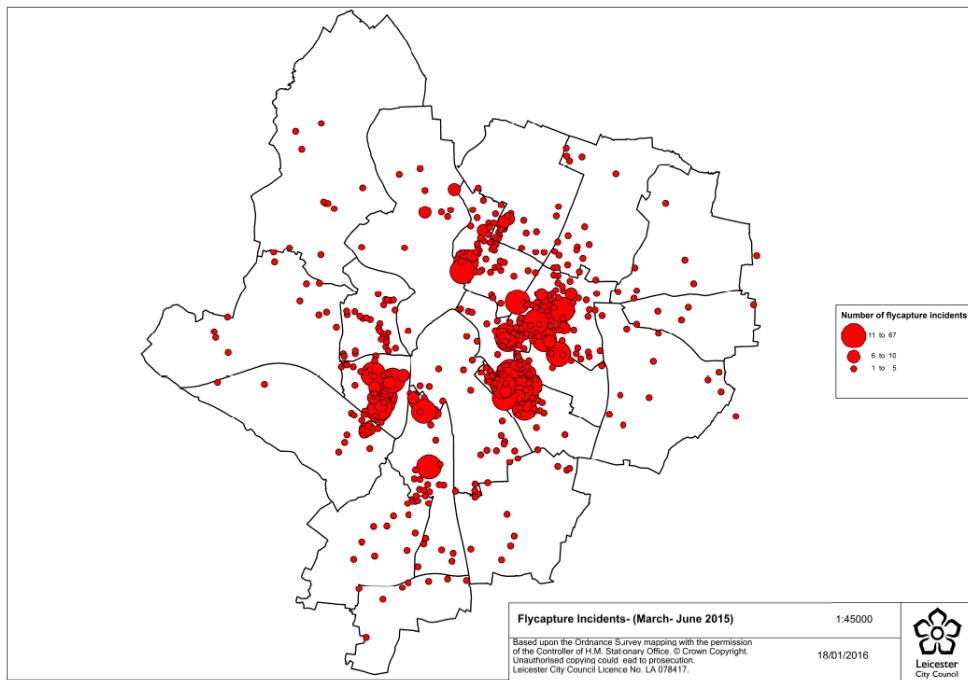 Number of flycapture incidents
11 to 67
6 to 10
1 to 5
Flycapture Incidents- (March- June 2015)
1:45000
Based upon the Ordnance Survey mapping with the permission
of the Controller of H.M. Stationary Office. © Crown Copyright.
Unauthorised copying could ead to prosecution.
Leicester City Council Licence No. LA 078417.
18/01/2016
Leicester
City Council